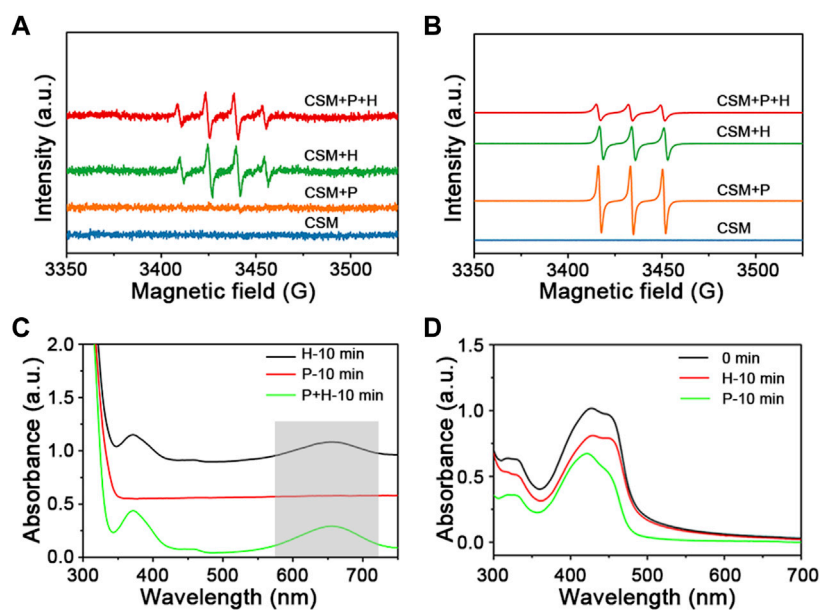 A
CSM+P+H
CSM+H
CSM+P
CSM
Intensity (a.u.)
3350
3400
3450
3500
Magnetic field (G)
B
CSM+P+H
CSM+H
CSM+P
CSM
Intensity (a.u.)
3350
3400
3450
3500
Magnetic field (G)
C
2.0
1.5
1.0
0.5
0.0
Absorbance (a.u.)
H-10 min
P-10 min
P+H-10 min
300
400
500
600
700
Wavelength (nm)
D
1.5
1.0
0.5
0.0
Absorbance (a.u.)
0 min
H-10 min
P-10 min
300
400
500
600
700
Wavelength (nm)